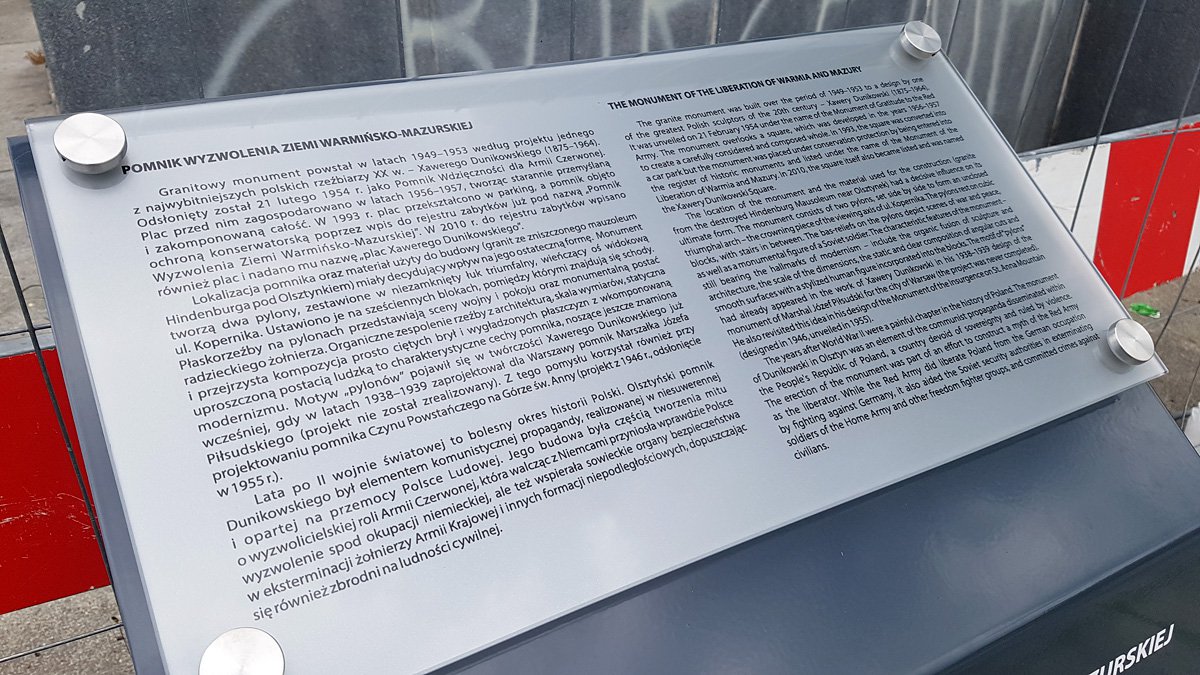 POMNIK WYZWOLENIA ZIEMI WARMIŃSKO-MAZURSKIEJ
Granitowy monument powstał w latach 1949–1953 według projektu jednego
z najwybitniejszych polskich rzeźbiarzy XX w. – Xawerego Dunikowskiego (1875–1964).
Odsłonięty został 21 lutego 1954 r. jako Pomnik Wdzięczności dla Armii Czerwonej.
Plac przed nim zagospodarowano w latach 1956–1957, tworząc starannie przemyślaną
i zakomponowaną całość. W 1993 r. plac przekształcono w parking, a pomnik objęto
ochroną konserwatorską poprzez wpis do rejestru zabytków już pod nazwą „Pomnik
Wyzwolenia Ziemi Warmińsko-Mazurskiej”. W 2010 r. do rejestru zabytków wpisano
również plac i nadano mu nazwę „plac Xawerego Dunikowskiego”.
Lokalizacja pomnika oraz materiał użyty do budowy (granit ze zniszczonego mauzoleum
Hindenburga pod Olsztynkiem) miały decydujący wpływ na jego ostateczną formę. Monument
tworzą dwa pylony, zestawione w niezamknięty łuk triumfalny, wieńczący oś widokową
ul. Kopernika. Ustawiono je na sześciennych blokach, pomiędzy którymi znajdują się schody.
Płaskorzeźby na pylonach przedstawiają sceny wojny i pokoju oraz monumentalną postać
radzieckiego żołnierza. Organiczne zespolenie rzeźby z architekturą, skala wymiarów, statyczna
i przejrzysta kompozycja prosto ciętych brył i wygładzonych płaszczyzn z wkomponowaną
uproszczoną postacią ludzką to charakterystyczne cechy pomnika, noszące jeszcze znamiona
modernizmu. Motyw „pylonów” pojawił się w twórczości Xawerego Dunikowskiego już
wcześniej, gdy w latach 1938–1939 zaprojektował dla Warszawy pomnik Marszałka Józefa
Piłsudskiego (projekt nie został zrealizowany). Z tego pomysłu korzystał również przy
projektowaniu pomnika Czynu Powstańczego na Górze św. Anny (projekt z 1946 r., odsłonięcie
w 1955 r.).
Lata po II wojnie światowej to bolesny okres historii Polski. Olsztyński pomnik
Dunikowskiego był elementem komunistycznej propagandy, realizowanej w niesuwerennej
i opartej na przemocy Polsce Ludowej. Jego budowa była częścią tworzenia mitu
o wyzwolicielskiej roli Armii Czerwonej, która walcząc z Niemcami przyniosła wprawdzie Polsce
wyzwolenie spod okupacji niemieckiej, ale też wspierała sowieckie organy bezpieczeństwa
w eksterminacji żołnierzy Armii Krajowej i innych formacji niepodległościowych, dopuszczając
się również zbrodni na ludności cywilnej.
THE MONUMENT OF THE LIBERATION OF WARMIA AND MAZURY
The granite monument was built over the period of 1949–1953 to a design by one
of the greatest Polish sculptors of the 20th century – Xawery Dunikowski (1875–1964).
It was unveiled on 21 February 1954 under the name of the Monument of Gratitude to the Red
Army. The monument overlooks a square, which was developed in the years 1956–1957
to create a carefully considered and composed whole. In 1993, the square was converted into
a car park but the monument was placed under conservation protection by being entered into
the register of historic monuments and listed under the name of the Monument of the
Liberation of Warmia and Mazury. In 2010, the square itself also became listed and was named
the Xawery Dunikowski Square.
The location of the monument and the material used for the construction (granite
from the destroyed Hindenburg Mausoleum near Olsztynek) had a decisive influence on its
ultimate form. The monument consists of two pylons, set side by side to form an unclosed
triumphal arch – the crowning piece of the viewing axis of ul. Kopernika. The pylons rest on cubic
blocks, with stairs in between. The bas-reliefs on the pylons depict scenes of war and peace,
as well as a monumental figure of a Soviet soldier. The characteristic features of the monument –
still bearing the hallmarks of modernism – include the organic fusion of sculpture and
architecture, the scale of the dimensions, the static and clear composition of angular cuts and
smooth surfaces with a stylized human figure incorporated into the blocks. The motif of “pylons”
had already appeared in the work of Xawery Dunikowski in his 1938–1939 design of the
monument of Marshal Józef Piłsudski for the city of Warsaw (the project was never completed).
He also revisited this idea in his design of the Monument of the Insurgence on St. Anna Mountain
designed in 1946, unveiled in 1955).
The years after World War II were a painful chapter in the history of Poland. The monument
of Dunikowski in Olsztyn was an element of the communist propaganda disseminated within
the People’s Republic of Poland, a country devoid of sovereignty and ruled by violence.
The erection of the monument was part of an effort to construct a myth of the Red Army
as the liberator. While the Red Army did liberate Poland from the German occupation
by fighting against Germany, it also aided the Soviet security authorities in exterminating
soldiers of the Home Army and other freedom fighter groups, and committed crimes against
civilians.
ZURSKIEJ